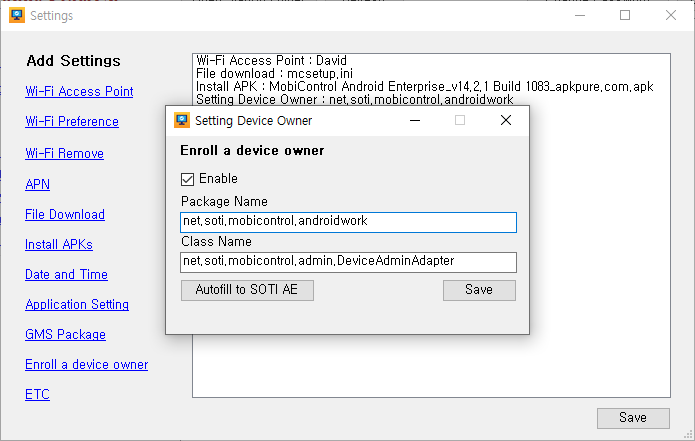 Settings
Add Settings
Wi-Fi Access Point
Wi-Fi Preference
Wi-Fi Remove
APN
File Download
Install APKs
Date and Time
Application Setting
GMS Package
Enroll a device owner
ETC
Wi-Fi Access Point : David
File download : mcsetup.ini
Install APK : MobiControl Android Enterprise_v14.2.1 Build 1083_apkpure.com.apk
Setting Device Owner : net.soti.mobicontrol.androidwork
Setting Device Owner
Enroll a device owner
Enable
Package Name
net.soti.mobicontrol.androidwork
Class Name
net.soti.mobicontrol.admin.DeviceAdminAdapter
Autofill to SOTI AE
Save
Save